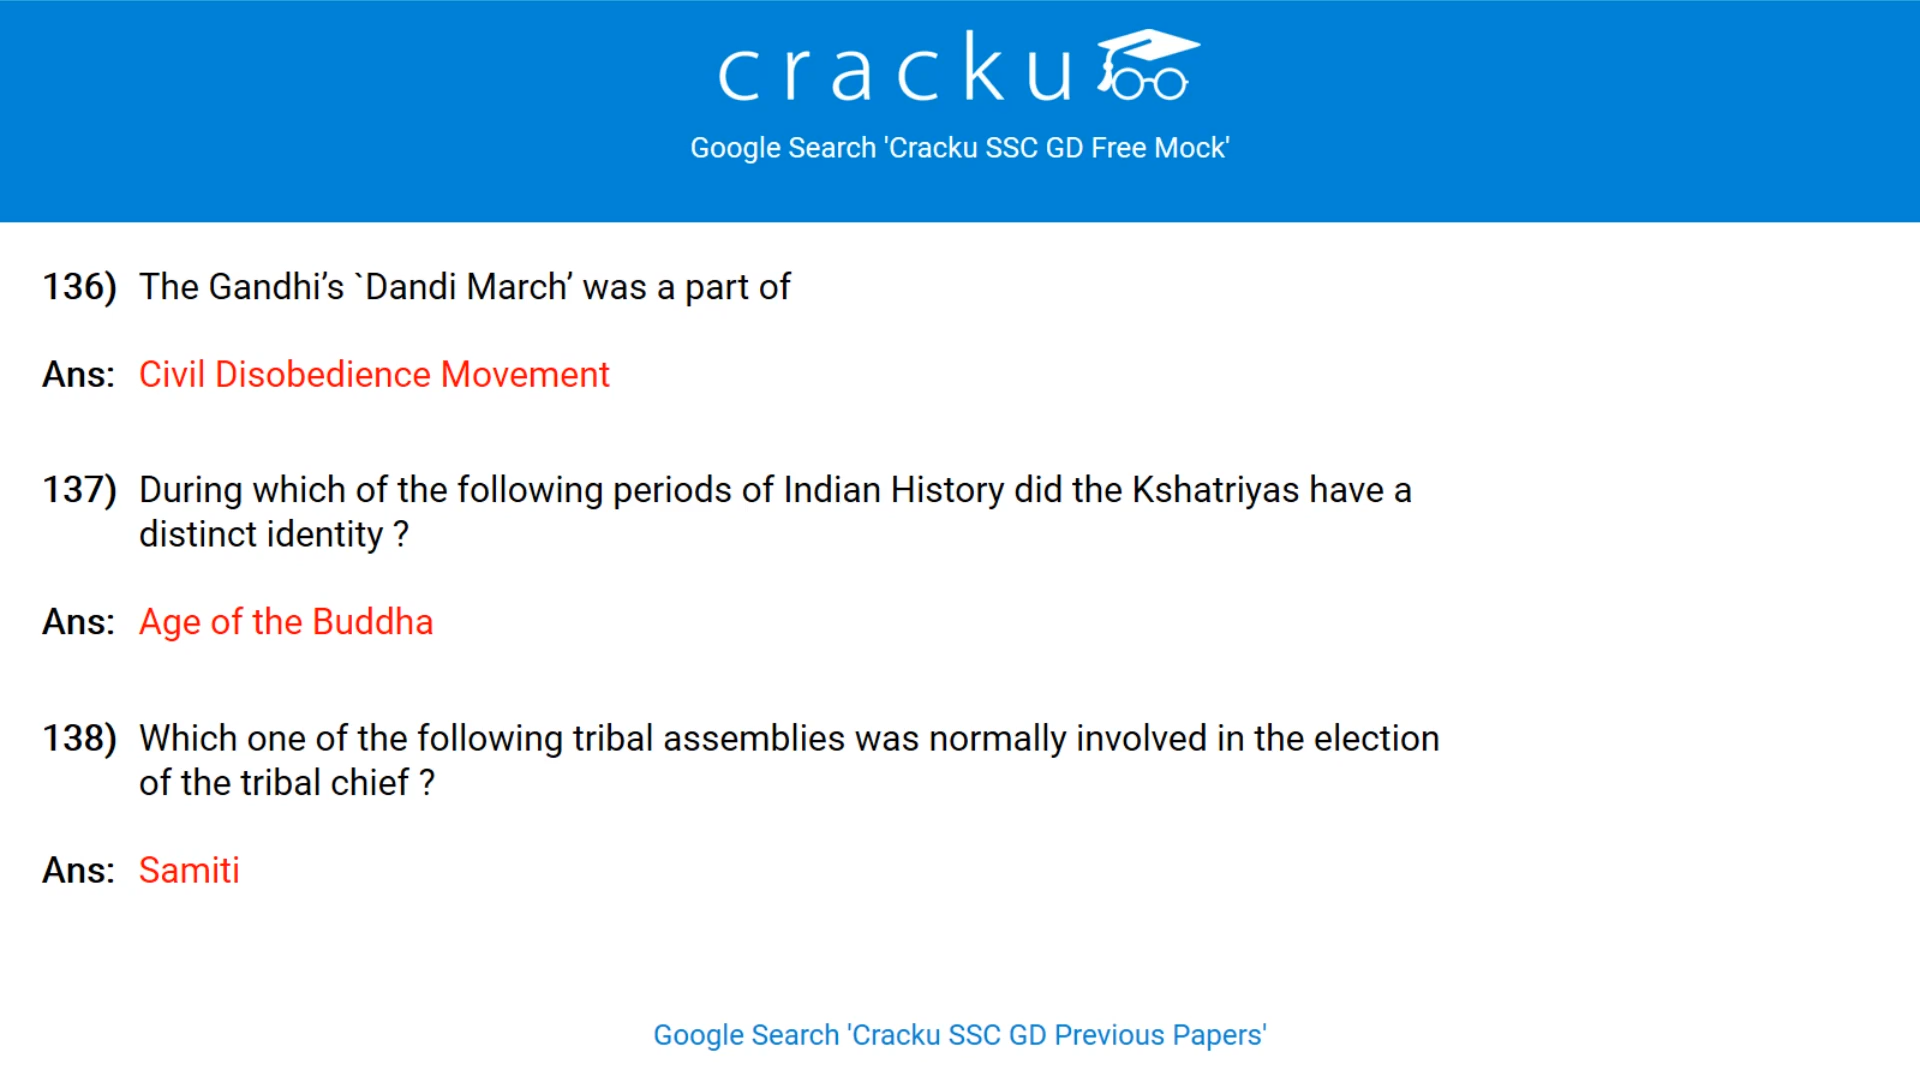 cracku
Google Search 'Cracku SSC GD Free Mock'
136) The Gandhi’s `Dandi March’ was a part of
Ans: Civil Disobedience Movement
137) During which of the following periods of Indian History did the Kshatriyas have a
distinct identity ?
Ans: Age of the Buddha
138) Which one of the following tribal assemblies was normally involved in the election
of the tribal chief ?
Ans: Samiti
Google Search 'Cracku SSC GD Previous Papers'